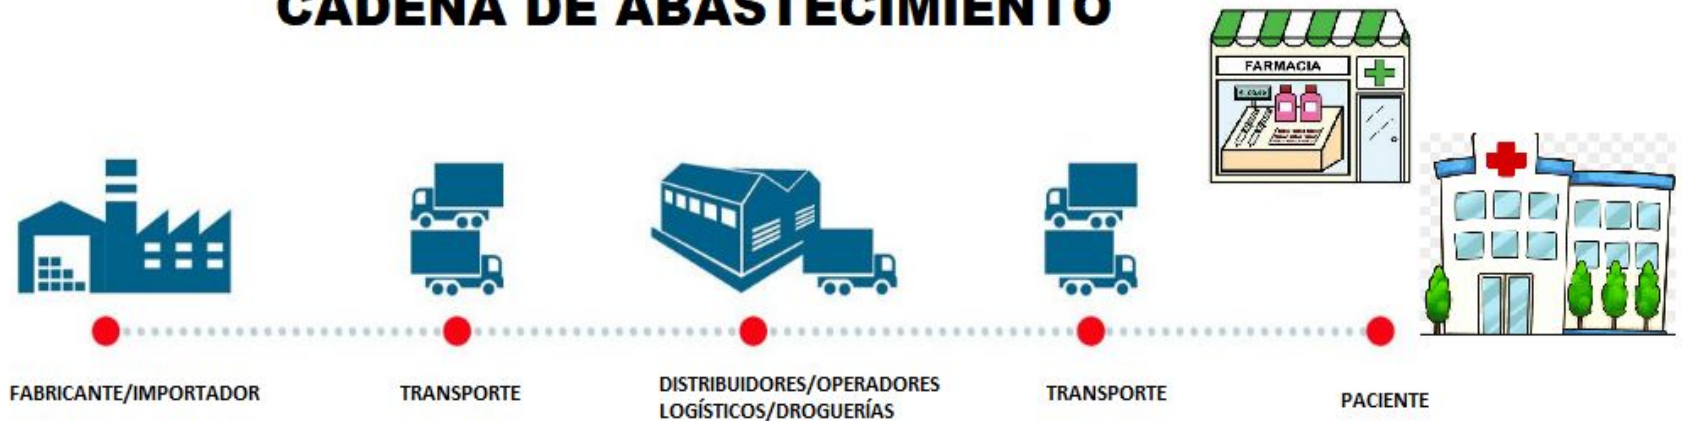 CADENA DE ABASTECIMIENTO
FARMACIA
FABRICANTE/IMPORTADOR
TRANSPORTE
DISTRIBUIDORES/OPERADORES
LOGÍSTICOS/DROGUERÍAS
TRANSPORTE
PACIENTE